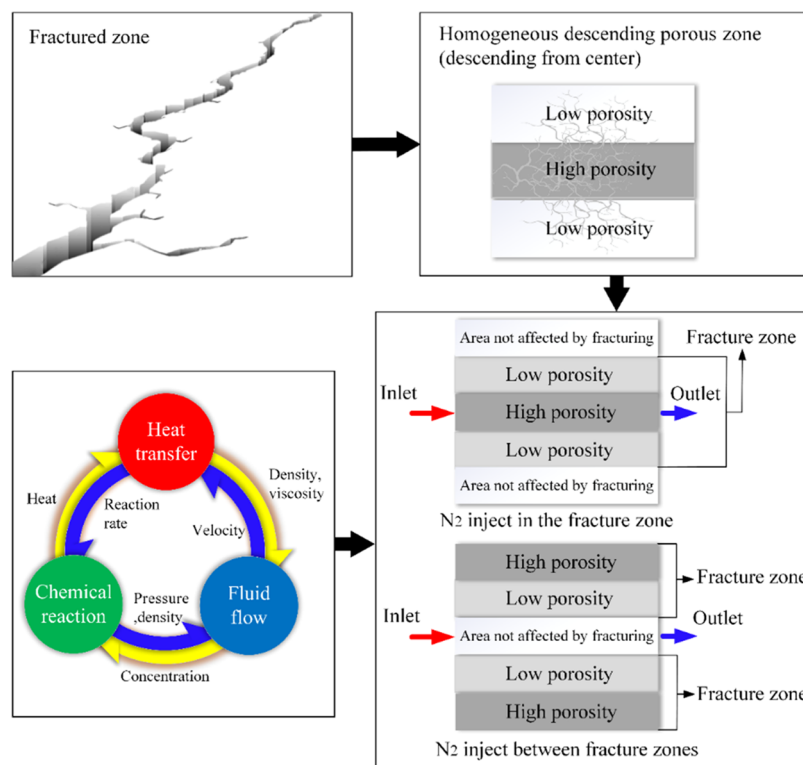 Fractured zone
Homogeneous descending porous zone
(descending from center)
Low porosity
High porosity
Low porosity
Heat
transfer
Heat
Reaction
rate
Density,
viscosity
Velocity
Chemical
reaction
Pressure
,density
Fluid
flow
Concentration
Area not affected by fracturing
Fracture zone
Low porosity
Inlet
Outlet
High porosity
Low porosity
Area not affected by fracturing
N2 inject in the fracture zone
High porosity
Fracture zone
Low porosity
Inlet
Outlet
Area not affected by fracturing
Low porosity
Fracture zone
High porosity
N2 inject between fracture zones